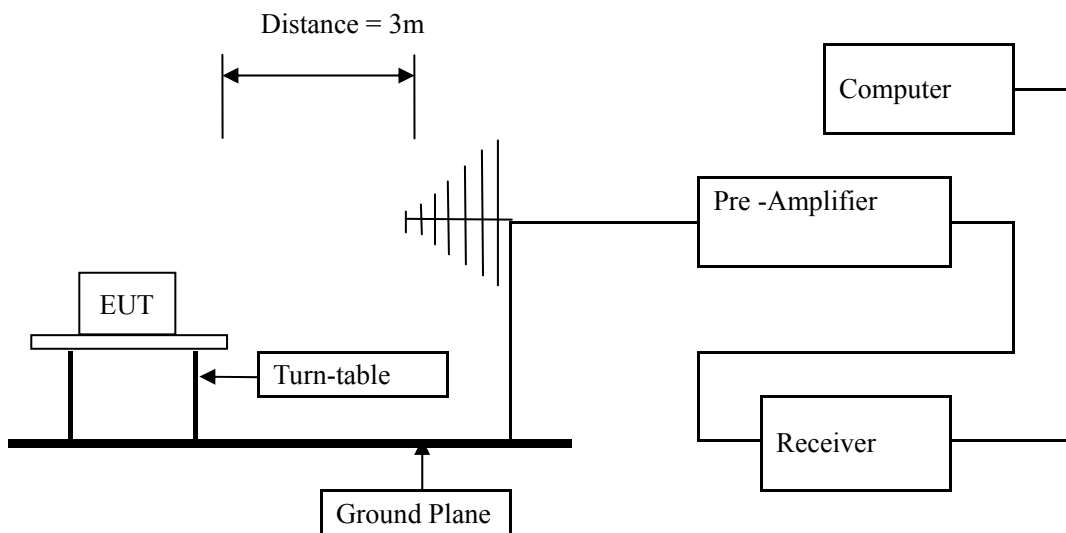 Distance = 3m
Computer
Pre -Amplifier
EUT
Turn-table
Receiver
Ground Plane